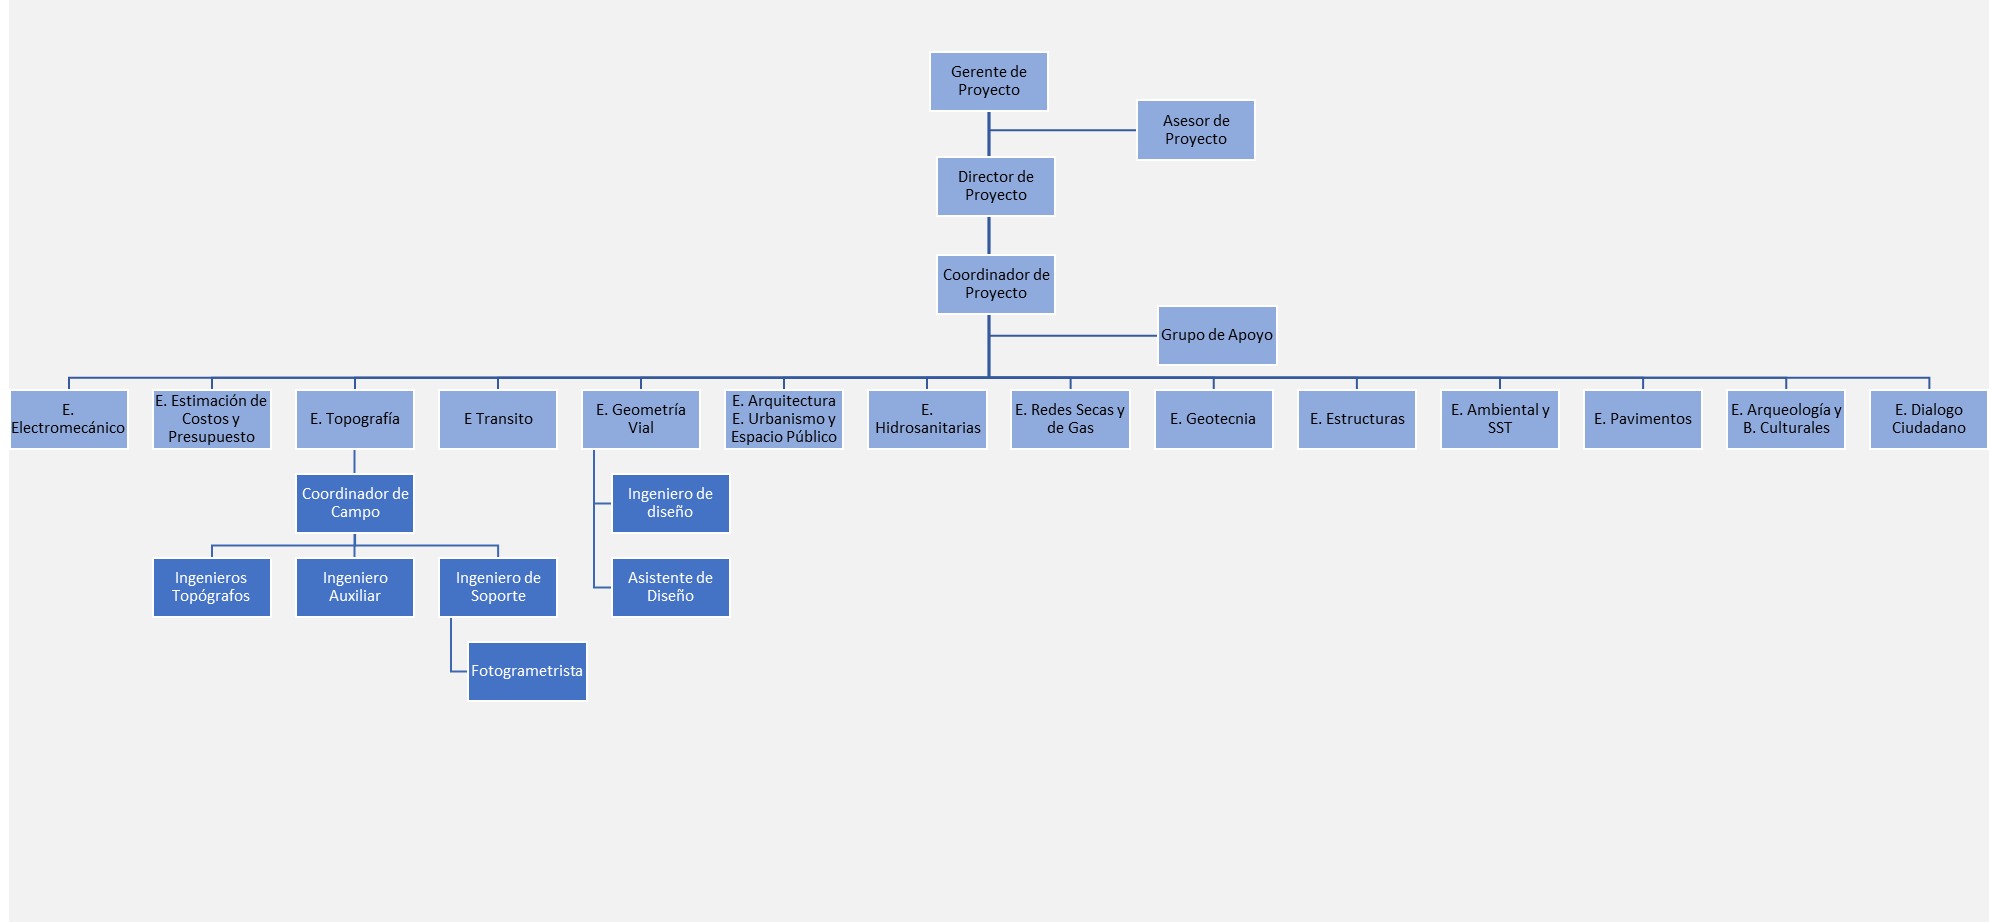 Gerente de
Proyecto
Asesor de
Proyecto
Director de
Proyecto
Coordinador de
Proyecto
Grupo de Apoyo
E.
Electromecánico
E. Estimación de
Costos y
Presupuesto
E. Topografía
E Transito
E. Geometría
Vial
E. Arquitectura
E. Urbanismo y
Espacio Público
E.
Hidrosanitarias
E. Redes Secas y
de Gas
E. Geotecnia
E. Estructuras
E. Ambiental y
SST
E. Pavimentos
E. Arqueología y
B. Culturales
E. Dialogo
Ciudadano
Coordinador de
Campo
Ingeniero de
diseño
Ingenieros
Topógrafos
Ingeniero
Auxiliar
Ingeniero de
Soporte
Asistente de
Diseño
Fotogrametrista